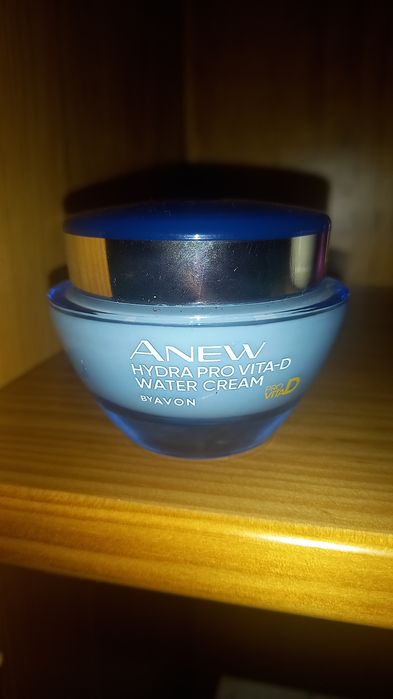 ANEW
HYDRA PRO VITA-D
WATER CREAM
BY AVON
PRO
VITA D